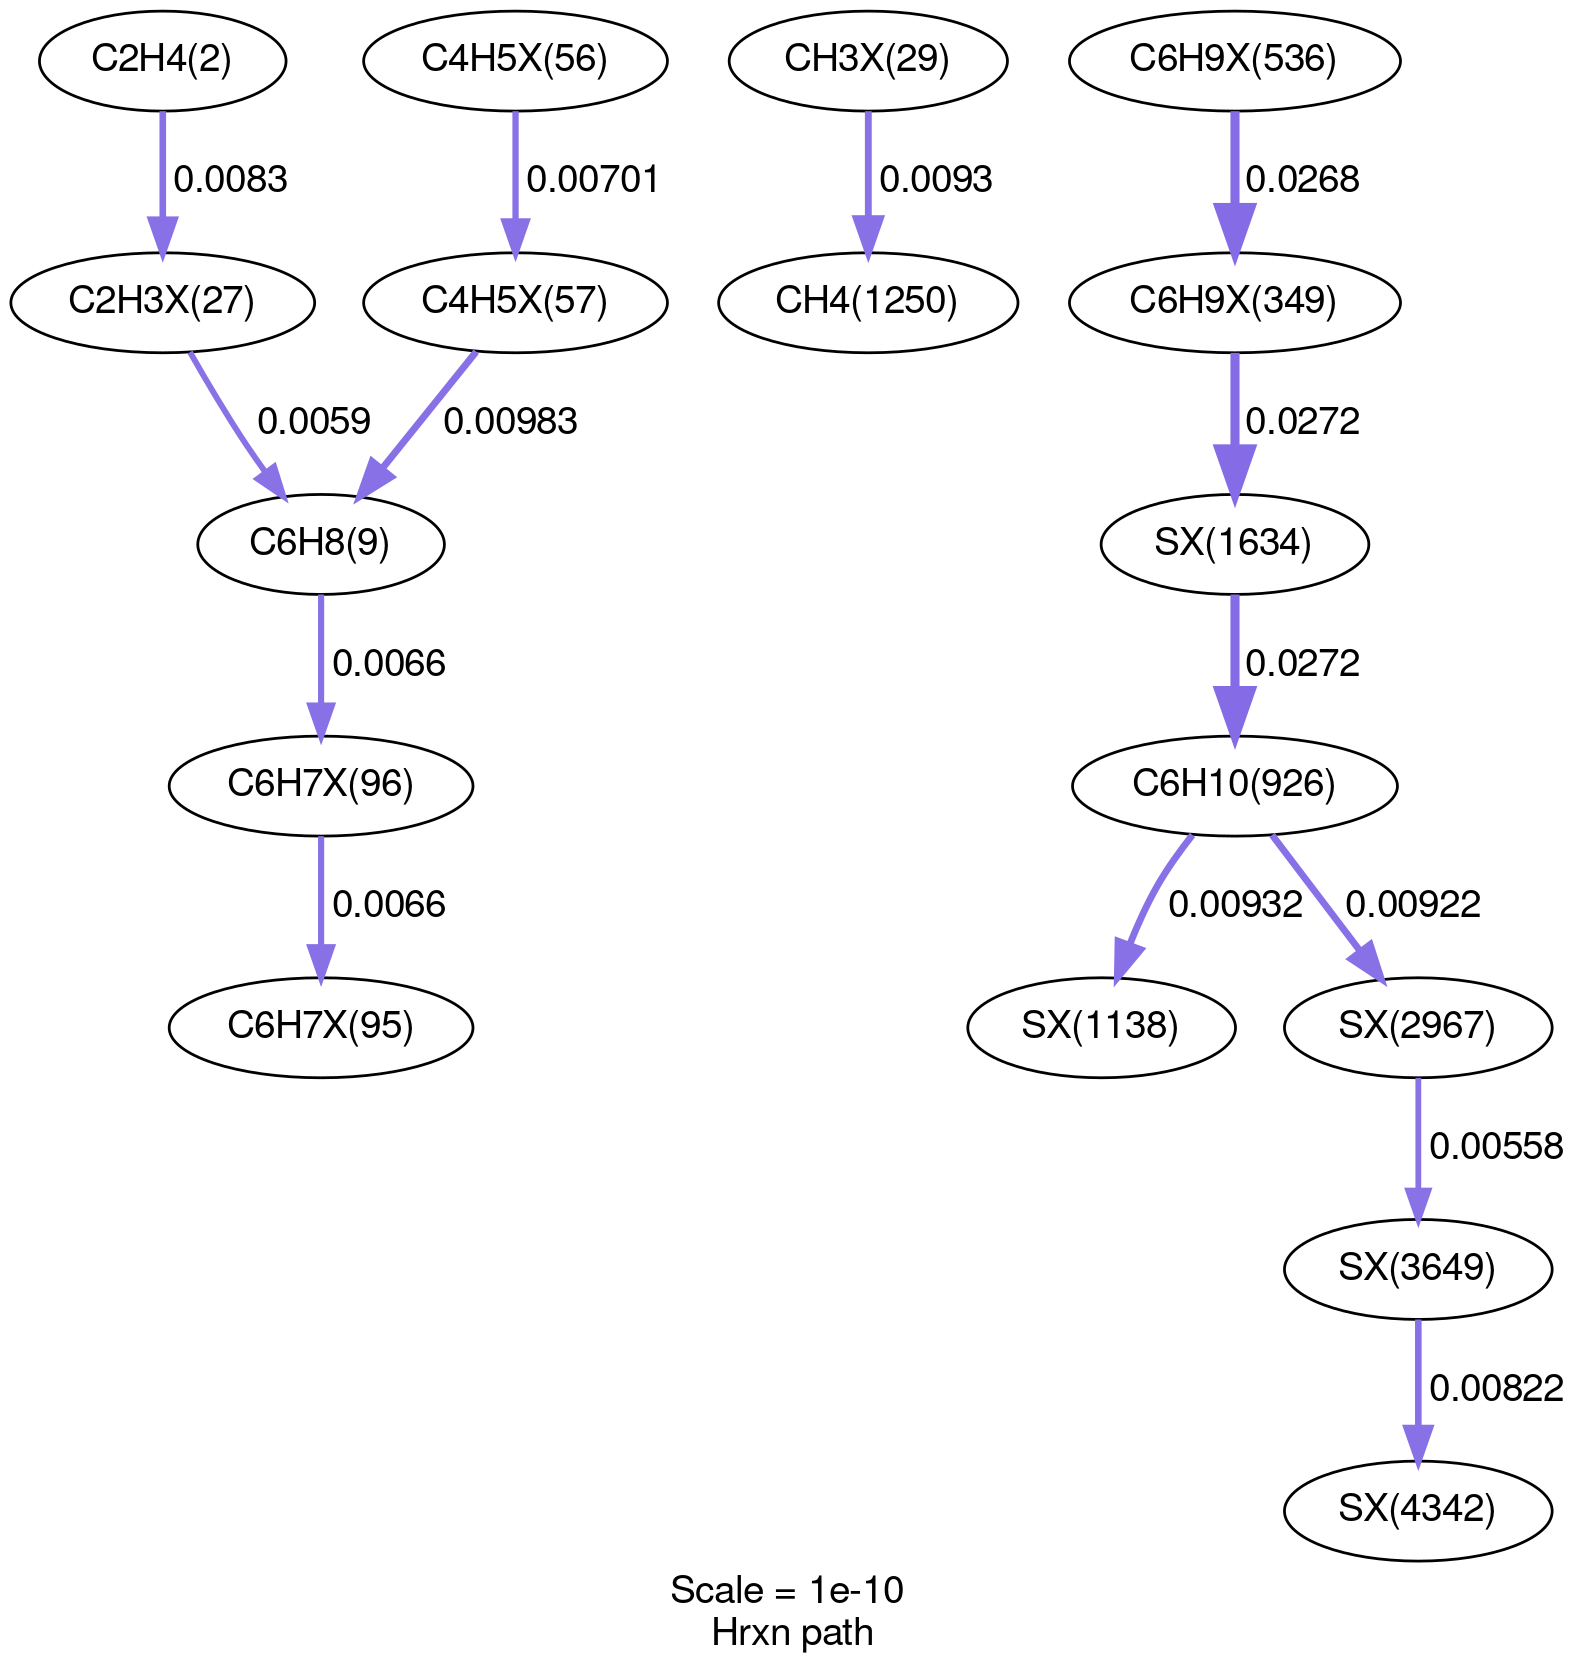 C2H4(2)
C4H5X(56)
CH3X(29)
C6H9X(536)
0.0083
0.00701
0.0093
0.0268
C2H3X(27)
C4H5X(57)
CH4(1250)
C6H9X(349)
0.0059
0.00983
0.0272
C6H8(9)
SX(1634)
0.0066
0.0272
C6H7X(96)
C6H10(926)
0.0066
0.00932
0.00922
C6H7X(95)
SX(1138)
SX(2967)
0.00558
SX(3649)
0.00822
SX(4342)
Scale = 1e-10
Hrxn path